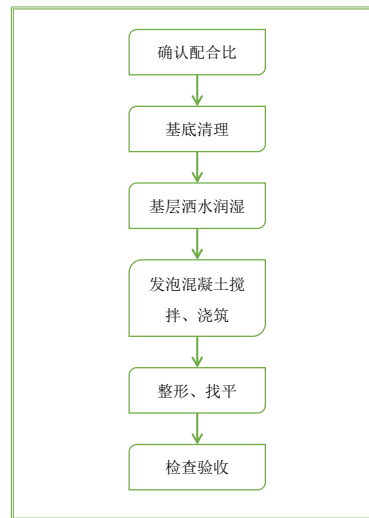 确认配合比
基底清理
基层洒水润湿
发泡混凝土搅
拌、浇筑
整形、找平
检查验收